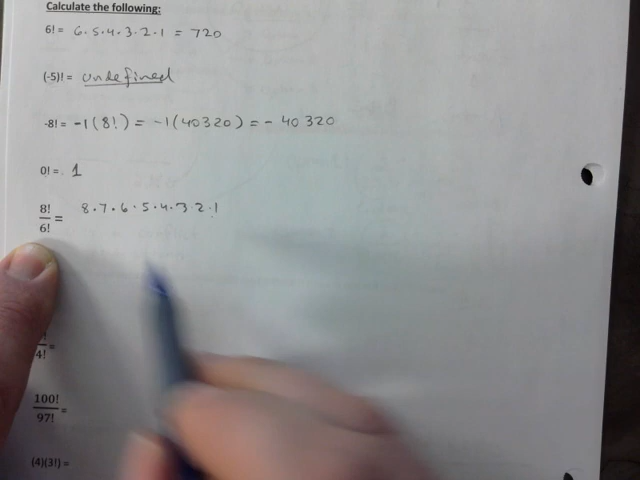 Calculate the following:
6! = 6·5·4·3·2·1 = 720
(-5)! = undefined
-8! = -1(8!) = -1(40320) = - 40320
0! = 1
8!/6! = 8·7·6·5·4·3·2·1
4! =
100!/97! =
(4)(3!) =